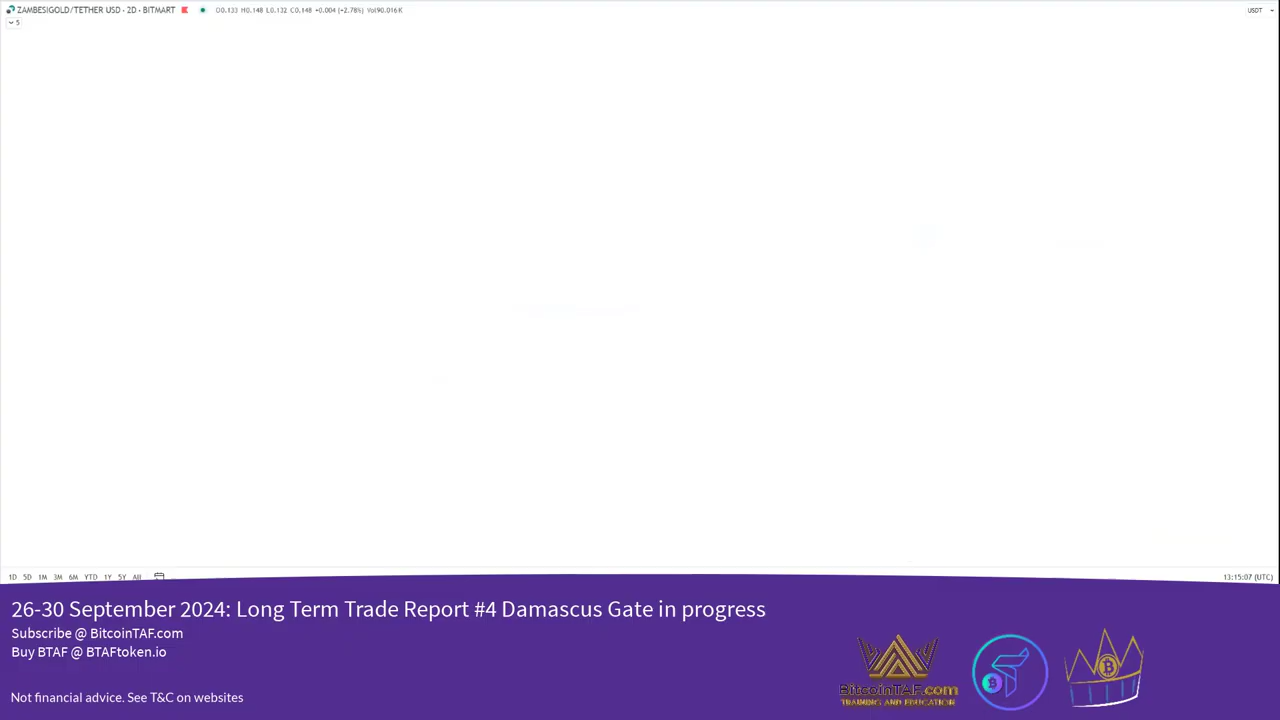 ZAMBESIGOLD/TETHER USD · 2D · BITMART O0.133 H0.148 L0.132 C0.148 +0.004 (+2.78%) Vol90.016K USDT
5
1D 5D 1M 3M 6M YTD 1Y 5Y All 13:15:07 (UTC)
26-30 September 2024: Long Term Trade Report #4 Damascus Gate in progress
Subscribe @ BitcoinTAF.com
Buy BTAF @ BTAFtoken.io
BitcoinTAF.com
TRAINING AND EDUCATION
Not financial advice. See T&C on websites